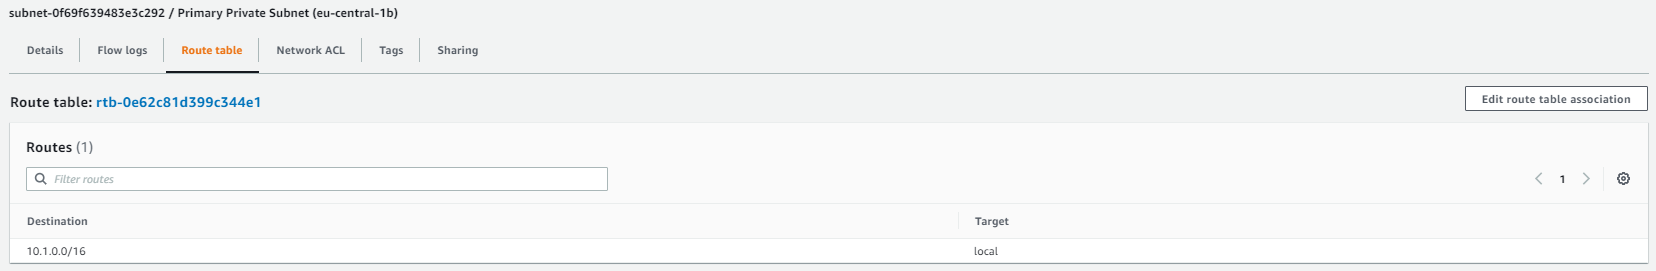 subnet-0f69f639483e3c292 / Primary Private Subnet (eu-central-1b)
Details Flow logs Route table Network ACL Tags Sharing
Route table: rtb-0e62c81d399c344e1
Edit route table association
Routes (1)
Filter routes
1
Destination Target
10.1.0.0/16 local